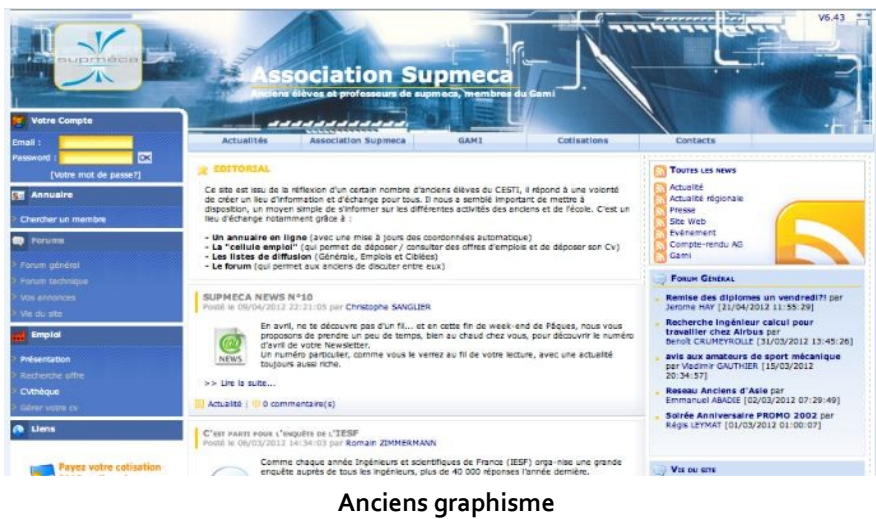 V6.43
supmeca
Association Supmeca
Anciens élèves et professeurs de supmeca, membres du Gami
Actualités Association Supmeca GAMI Cotisations Contacts
Votre Compte
Email :
Password : OK
[Votre mot de passe?]
Annuaire
> Chercher un membre
Forums
> Forum général
> Forum technique
> Vos annonces
> Vie du site
Emploi
> Présentation
> Recherche offre
> CVthèque
> Gérer votre cv
Liens
Payez votre cotisation
EDITORIAL
Ce site est issu de la réflexion d'un certain nombre d'anciens élèves du CESTI, il répond à une volonté
de créer un lieu d'information et d'échange pour tous. Il nous a semblé important de mettre à
disposition, un moyen simple de s'informer sur les différentes activités des anciens et de l'école. C'est un
lieu d'échange notamment grâce à :
- Un annuaire en ligne (avec une mise à jours des coordonnées automatique)
- La "cellule emploi" (qui permet de déposer / consulter des offres d'emplois et de déposer son Cv)
- Les listes de diffusion (Générale, Emplois et Ciblées)
- Le forum (qui permet aux anciens de discuter entre eux)
SUPMECA NEWS N°10
Posté le 09/04/2012 22:21:05 par Christophe SANGLIER
NEWS
En avril, ne te découvre pas d'un fil... et en cette fin de week-end de Pâques, nous vous
proposons de prendre un peu de temps, bien au chaud chez vous, pour découvrir le numéro
d'avril de votre Newsletter.
Un numéro particulier, comme vous le verrez au fil de votre lecture, avec une actualité
toujours aussi riche.
>> Lire la suite...
Actualité | 0 commentaire(s)
C'EST PARTI POUR L'ENQUÊTE DE L'IESF
Posté le 06/03/2012 14:34:03 par Romain ZIMMERMANN
Comme chaque année Ingénieurs et scientifiques de France (IESF) orga-nise une grande
enquête auprès de tous les ingénieurs, plus de 40 000 réponses l'année dernière.
TOUTES LES NEWS
Actualité
Actualité régionale
Presse
Site Web
Evènement
Compte-rendu AG
Gami
FORUM GÉNÉRAL
Remise des diplomes un vendredi?! par
Jerome HAY [21/04/2012 11:55:29]
Recherche Ingénieur calcul pour
travailler chez Airbus par
Benoît CRUMEYROLLE [31/03/2012 13:45:26]
avis aux amateurs de sport mécanique
par Vladimir GAUTHIER [15/03/2012
20:34:57]
Reseau Anciens d'Asie par
Emmanuel ABADIE [02/03/2012 07:29:49]
Soirée Anniversaire PROMO 2002 par
Régis LEYMAT [01/03/2012 01:00:07]
VIE DU SITE
Anciens graphisme